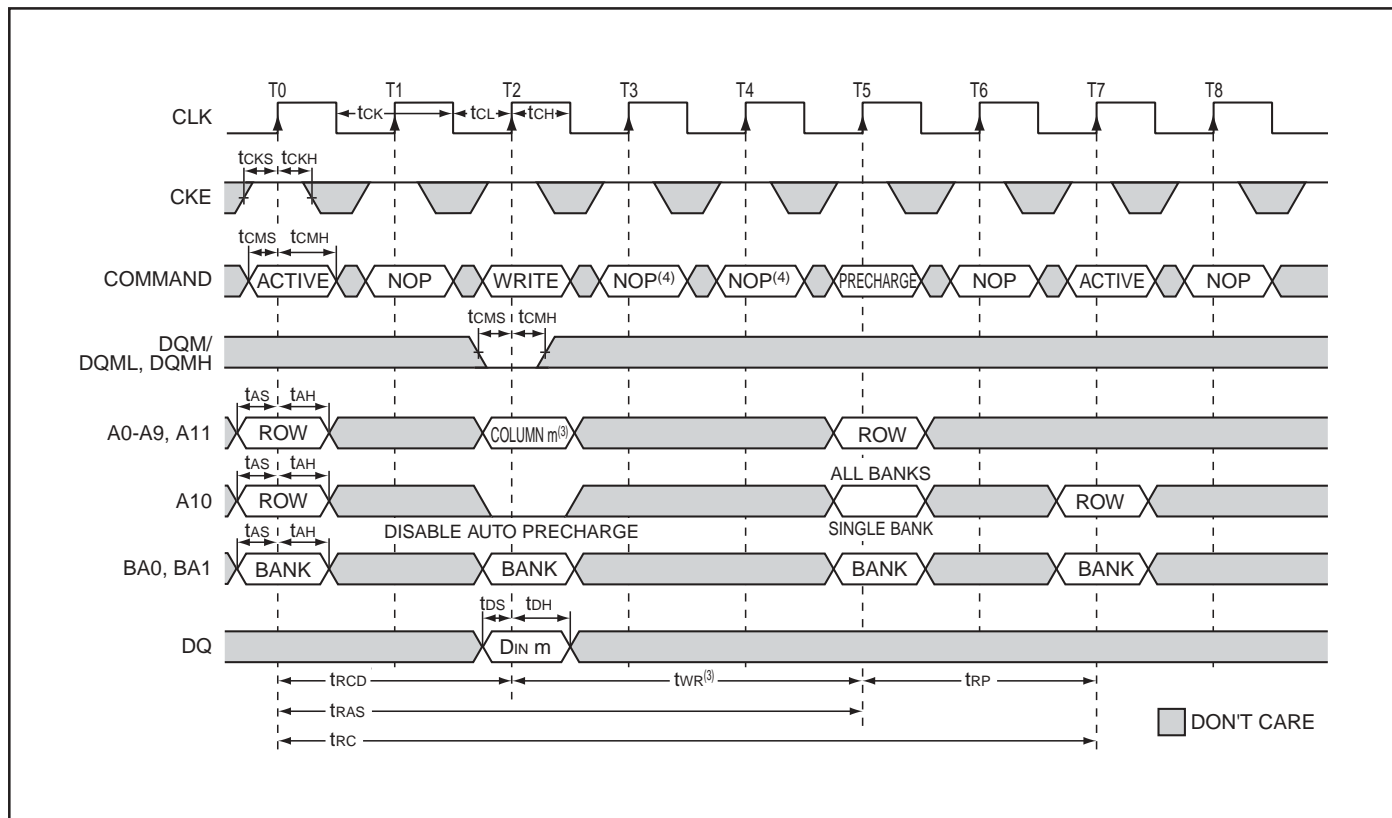 T0 T1 T2 T3 T4 T5 T6 T7 T8
CLK tCK tCL tCH
tCKS tCKH
CKE
tCMS tCMH
COMMAND ACTIVE NOP WRITE NOP(4) NOP(4) PRECHARGE NOP ACTIVE NOP
tCMS tCMH
DQM/
DQML, DQMH
tAS tAH
A0-A9, A11 ROW COLUMN m(3) ROW
tAS tAH ALL BANKS
A10 ROW ROW
DISABLE AUTO PRECHARGE SINGLE BANK
tAS tAH
BA0, BA1 BANK BANK BANK BANK
tDS tDH
DQ DIN m
tRCD tWR(3) tRP
tRAS
tRC
DON'T CARE